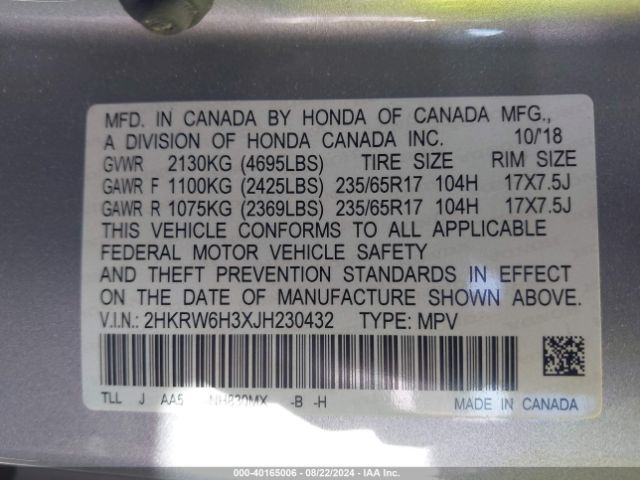 MFD. IN CANADA BY HONDA OF CANADA MFG.,
A DIVISION OF HONDA CANADA INC. 10/'18
GVWR 2130KG (4695LBS) TIRE SIZE RIM SIZE
GAWR F 1100KG (2425LBS) 235/65R17 104H 17X7.5J
GAWR R 1075KG (2369LBS) 235/65R17 104H 17X7.5J
THIS VEHICLE CONFORMS TO ALL APPLICABLE
FEDERAL MOTOR VEHICLE SAFETY
AND THEFT PREVENTION STANDARDS IN EFFECT
ON THE DATE OF MANUFACTURE SHOWN ABOVE.
V.I.N.: 2HKRW6H3XJH230432 TYPE: MPV
TLL J AA5 NH830MX -B -H MADE IN CANADA
000-40165006 - 08/22/2024 - IAA Inc.